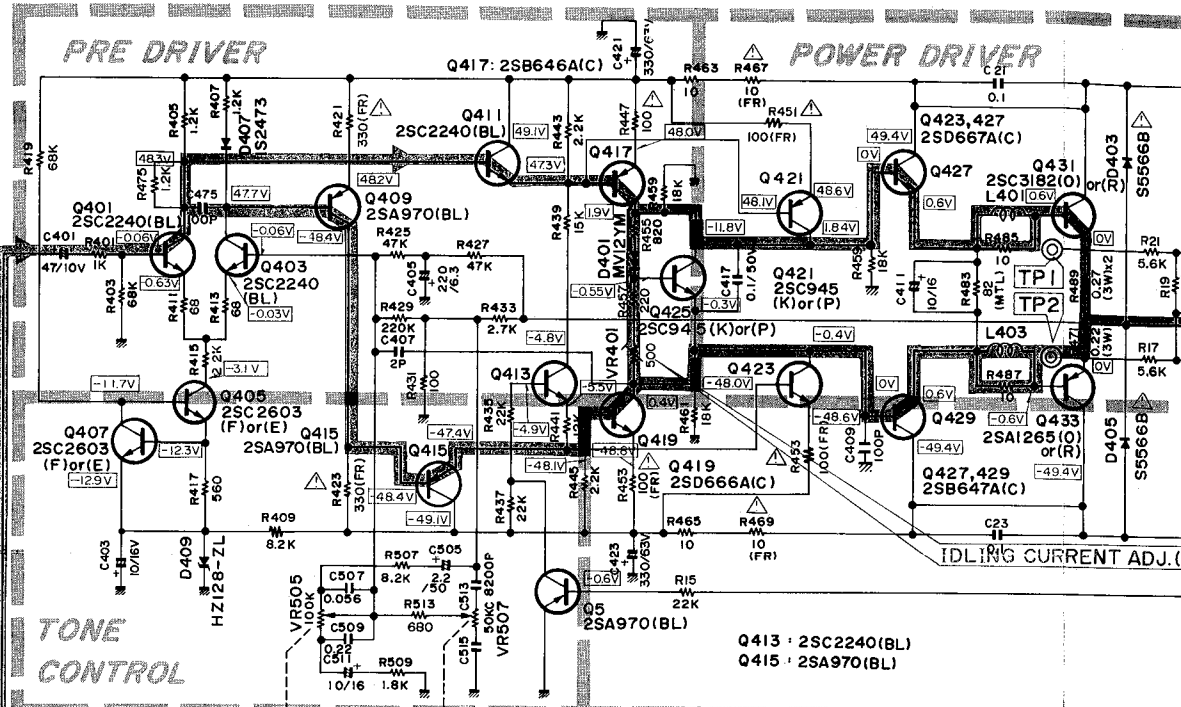 PRE DRIVER
POWER DRIVER
TONE
CONTROL
Q417: 2SB646A(C)
C421
330/63V
R463
10
R467
10
(FR)
C21
0.1
R405
1.2K
R407
1.2K
D407
S2473
R421
330(FR)
Q411
2SC2240(BL)
49.1V
R443
2.2K
R447
100
48.0V
R451
100(FR)
49.4V
Q423,427
2SD667A(C)
D403
S5566B
R419
68K
48.3V
R475
1.2K
C475
100P
47.7V
48.2V
47.3V
Q417
R459
18K
Q421
48.6V
48.1V
1.84V
0V
Q427
0.6V
Q431
2SC3182(O)
or(R)
L401
0.6V
Q401
2SC2240(BL)
-0.06V
Q409
2SA970(BL)
-48.4V
R439
15K
1.9V
R455
820
D401
MV12YM
-11.8V
C401
47/10V
R401
1K
R403
68K
-0.06V
Q403
2SC2240
(BL)
-0.03V
-0.63V
R411
68
R413
68
R425
47K
R427
47K
C405
220
/6.3
-0.55V
R457
220
Q425
2SC945(K)or(P)
C417
0.1/50V
-0.3V
Q421
2SC945
(K)or(P)
R459
18K
C411
10/16
R485
10
R483
82
(MTL)
0V
TP1
TP2
R489
0.27
(3W)x2
R21
5.6K
R19
R429
220K
R433
2.7K
C407
2P
-4.8V
VR401
500
-0.4V
L403
R471
0.22
(3W)
R17
5.6K
R415
2.2K
-3.1V
-11.7V
Q405
2SC2603
(F)or(E)
R431
100
Q413
-5.5V
0.4V
-48.0V
Q423
0V
0.6V
R487
10
0V
-0.6V
Q433
2SA1265(O)
or(R)
-49.4V
Q407
2SC2603
(F)or(E)
-12.9V
-12.3V
Q415
2SA970(BL)
-47.4V
R435
22K
-4.9V
R441
-48.1V
-48.6V
R461
18K
Q419
-48.6V
Q429
-49.4V
D405
S5566B
R417
560
R423
330(FR)
-48.4V
Q415
-49.1V
R437
22K
R445
2.2K
R453
100
(FR)
Q419
2SD666A(C)
R453
100(FR)
C409
100P
Q427,429
2SB647A(C)
R409
8.2K
C403
10/16V
D409
HZ12B-ZL
R465
10
R469
10
(FR)
C23
0.1
IDLING CURRENT ADJ.(
C423
330/63V
R507
8.2K
C505
2.2
/50
VR505
100K
C507
0.056
R513
680
C513
8200P
50KC
VR507
-0.6V
R15
22K
Q5
2SA970(BL)
C509
0.22
C511
10/16
R509
1.8K
C515
Q413 : 2SC2240(BL)
Q415 : 2SA970(BL)